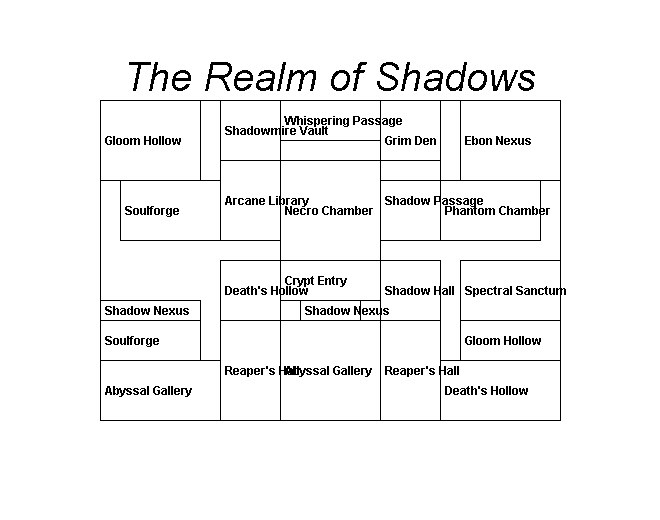 The Realm of Shadows
Whispering Passage
Shadowmire Vault
Gloom Hollow
Grim Den
Ebon Nexus
Arcane Library
Shadow Passage
Soulforge
Necro Chamber
Phantom Chamber
Crypt Entry
Death's Hollow
Shadow Hall
Spectral Sanctum
Shadow Nexus
Shadow Nexus
Soulforge
Gloom Hollow
Reaper's Hall
Abyssal Gallery
Reaper's Hall
Abyssal Gallery
Death's Hollow